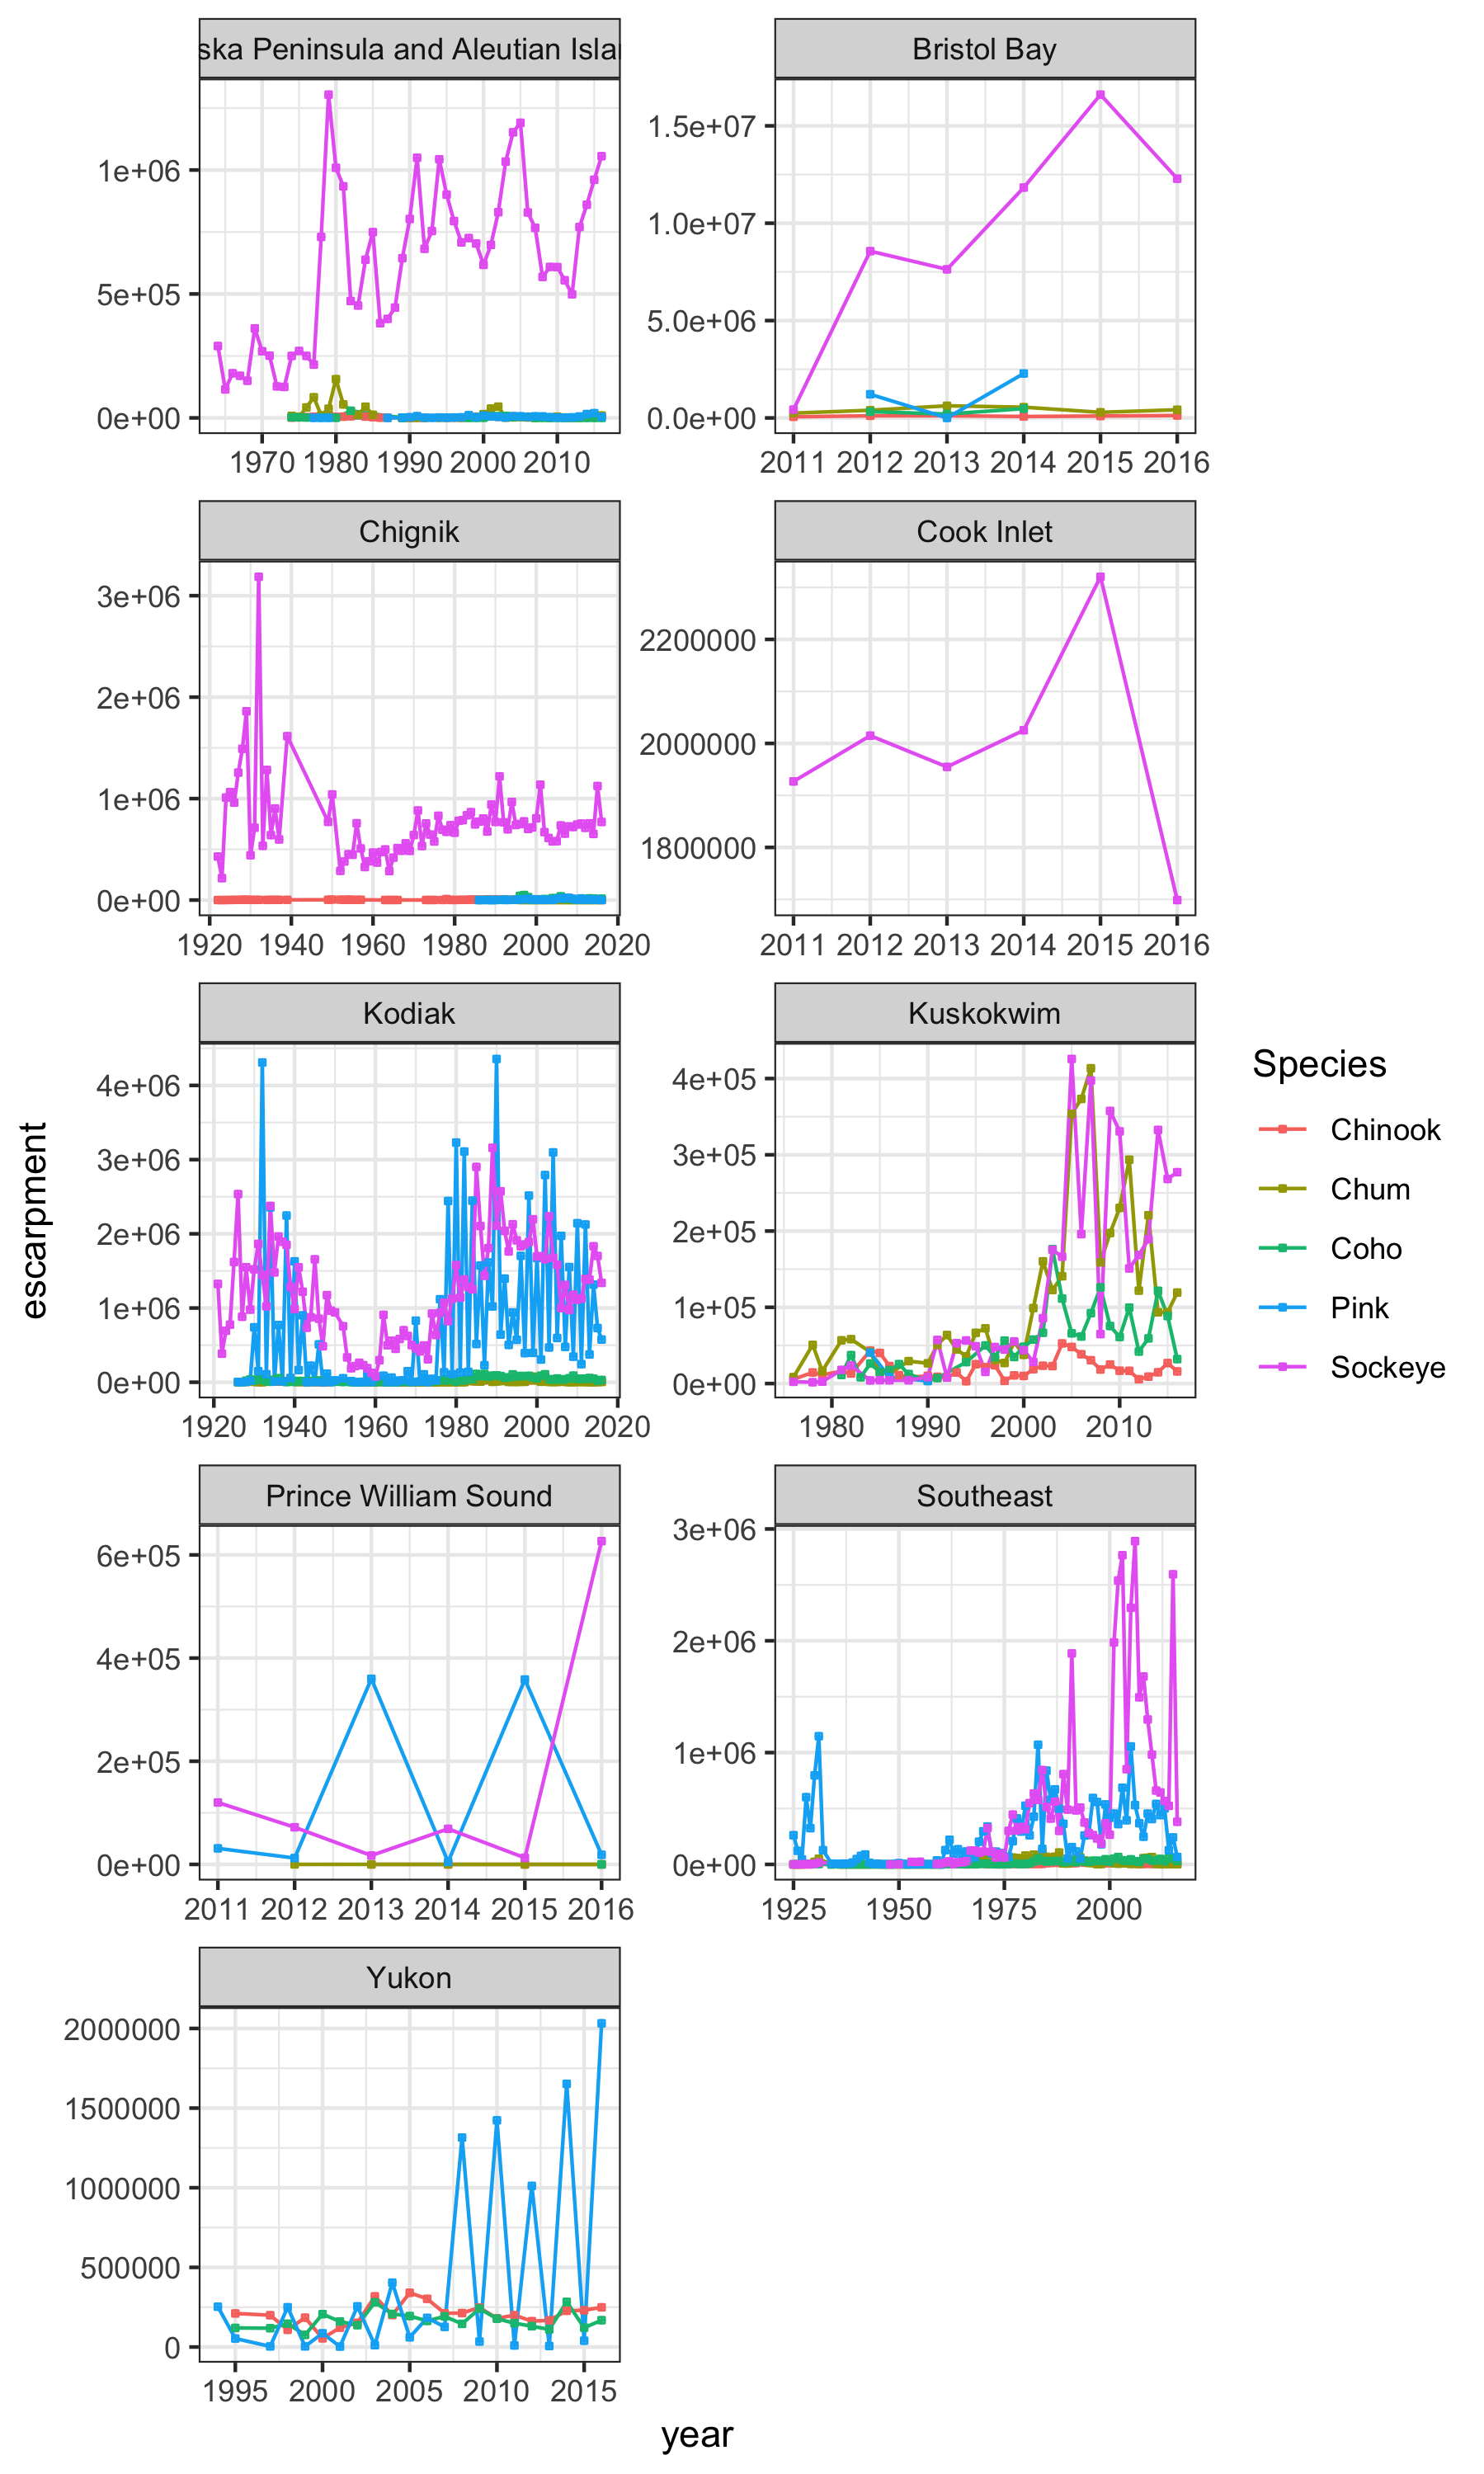 ska Peninsula and Aleutian Isla
Bristol Bay
1e+06
5e+05
0e+00
1970 1980 1990 2000 2010
1.5e+07
1.0e+07
5.0e+06
0.0e+00
2011 2012 2013 2014 2015 2016
Chignik
Cook Inlet
3e+06
2e+06
1e+06
0e+00
1920 1940 1960 1980 2000 2020
2200000
2000000
1800000
2011 2012 2013 2014 2015 2016
Kodiak
Kuskokwim
4e+06
3e+06
2e+06
1e+06
0e+00
1920 1940 1960 1980 2000 2020
4e+05
3e+05
2e+05
1e+05
0e+00
1980 1990 2000 2010
Prince William Sound
Southeast
6e+05
4e+05
2e+05
0e+00
2011 2012 2013 2014 2015 2016
3e+06
2e+06
1e+06
0e+00
1925 1950 1975 2000
Yukon
2000000
1500000
1000000
500000
0
1995 2000 2005 2010 2015
year
escarpment
Species
Chinook
Chum
Coho
Pink
Sockeye